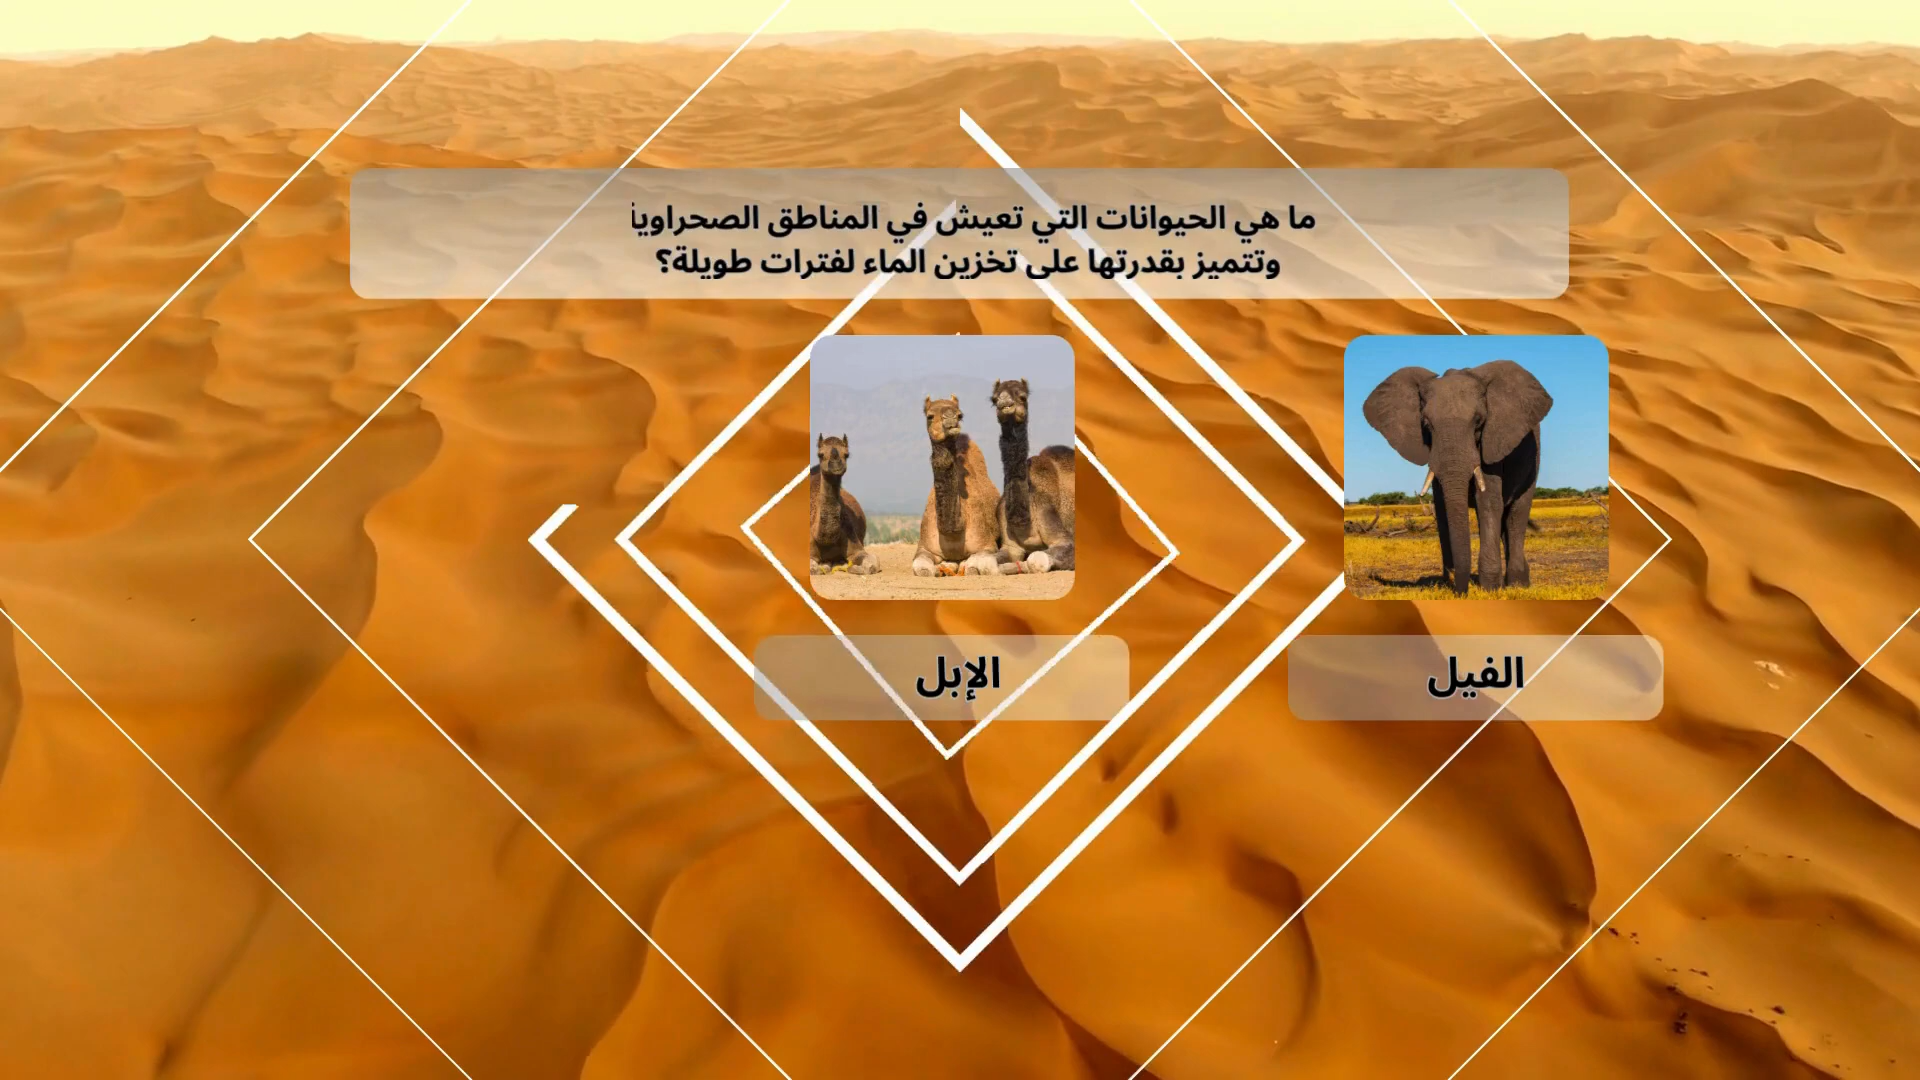 ما هي الحيوانات التي تعيش في المناطق الصحراوية
وتتميز بقدرتها على تخزين الماء لفترات طويلة؟
الفيل
الإبل